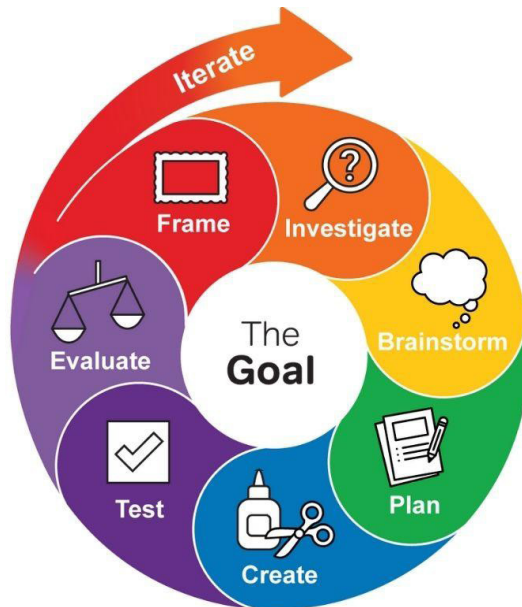 Iterate
Frame
Investigate
Brainstorm
Plan
Create
Test
Evaluate
The
Goal
?